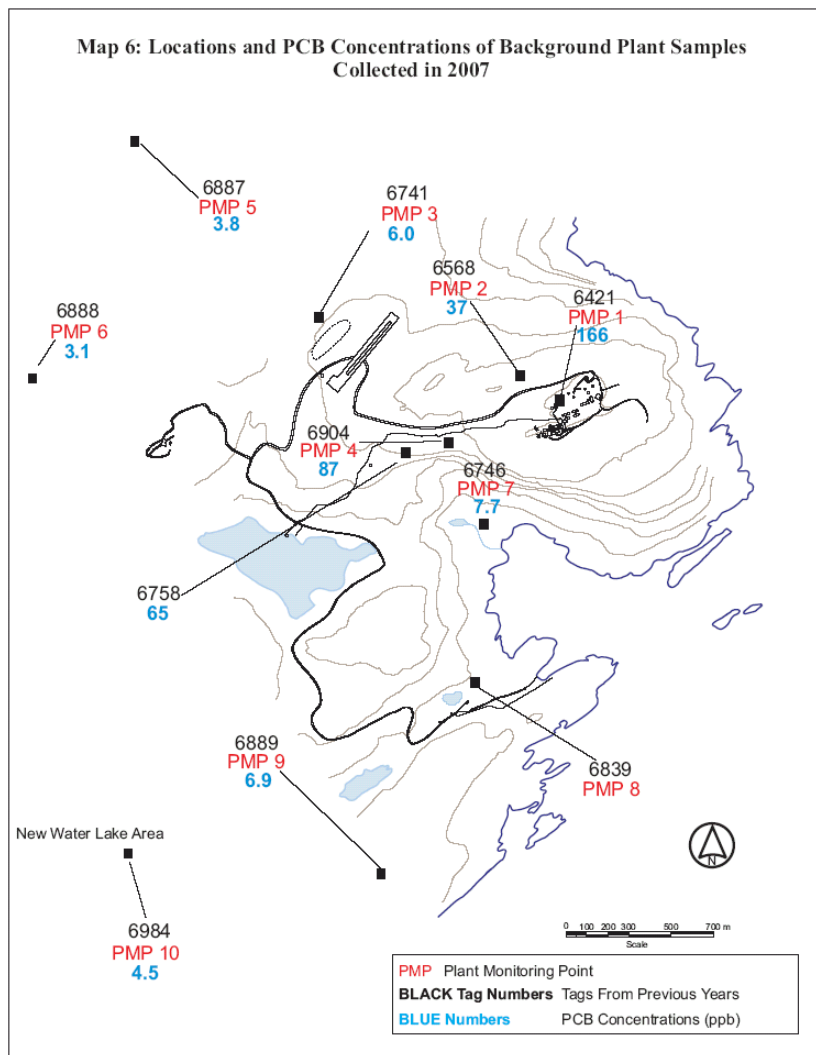 Map 6: Locations and PCB Concentrations of Background Plant Samples
Collected in 2007
6887
PMP 5
3.8
6741
PMP 3
6.0
6568
PMP 2
37
6421
PMP 1
166
6888
PMP 6
3.1
6904
PMP 4
87
6746
PMP 7
7.7
6758
65
6889
PMP 9
6.9
6839
PMP 8
New Water Lake Area
6984
PMP 10
4.5
N
0 100 200 300 500 700 m
Scale
PMP Plant Monitoring Point
BLACK Tag Numbers Tags From Previous Years
BLUE Numbers PCB Concentrations (ppb)